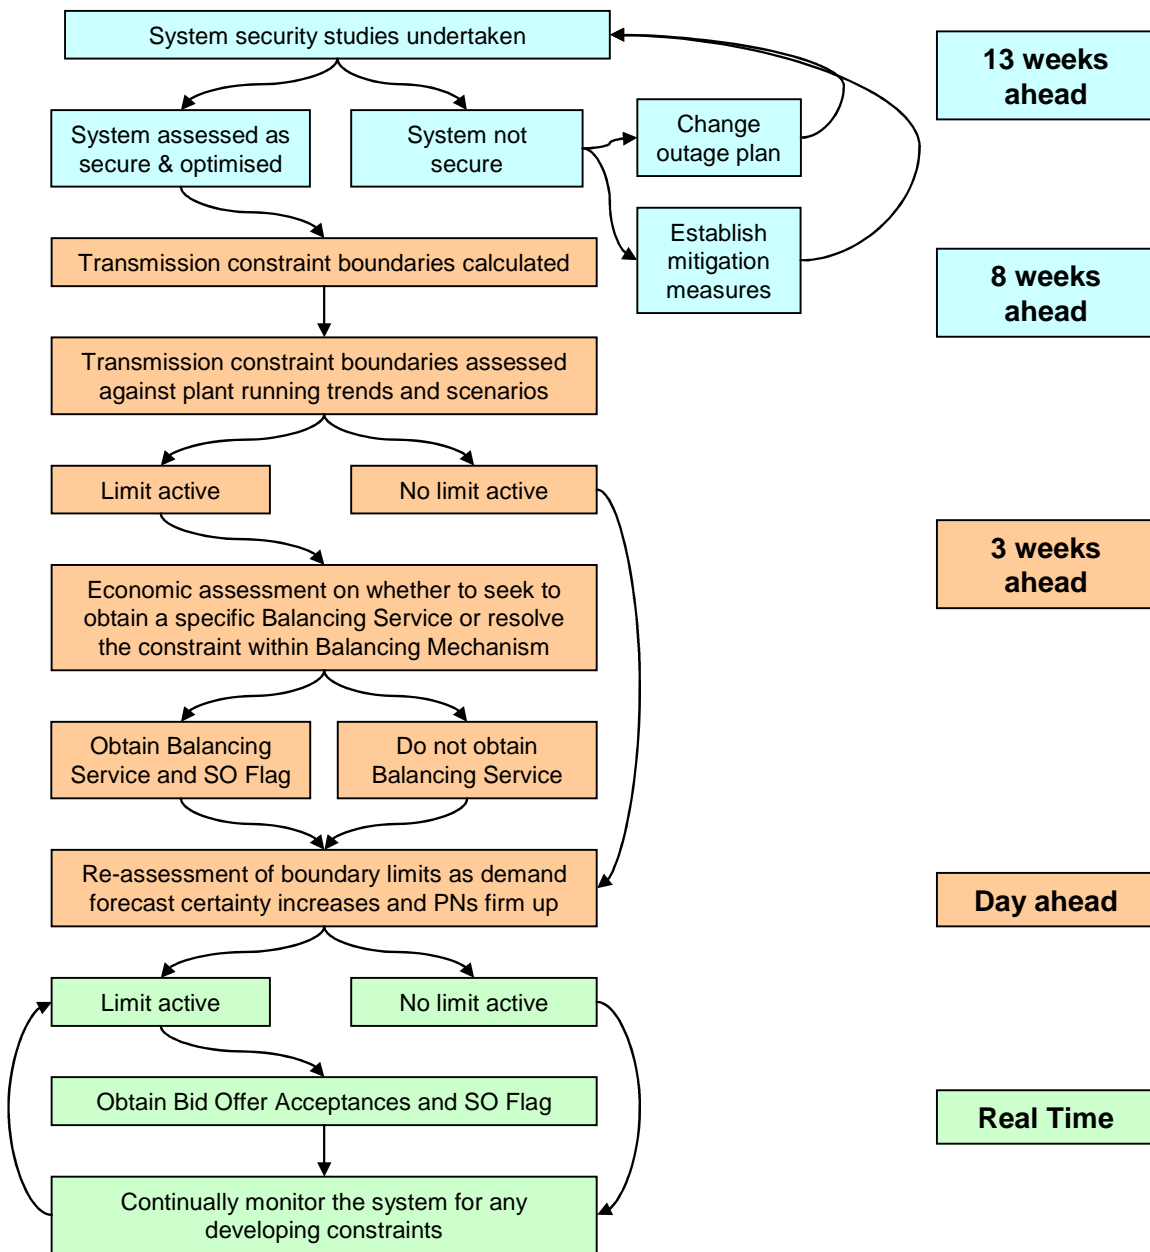 System security studies undertaken
13 weeks
ahead
System assessed as
secure & optimised
System not
secure
Change
outage plan
Establish
mitigation
measures
Transmission constraint boundaries calculated
8 weeks
ahead
Transmission constraint boundaries assessed
against plant running trends and scenarios
Limit active
No limit active
3 weeks
ahead
Economic assessment on whether to seek to
obtain a specific Balancing Service or resolve
the constraint within Balancing Mechanism
Obtain Balancing
Service and SO Flag
Do not obtain
Balancing Service
Re-assessment of boundary limits as demand
forecast certainty increases and PNs firm up
Day ahead
Limit active
No limit active
Obtain Bid Offer Acceptances and SO Flag
Real Time
Continually monitor the system for any
developing constraints